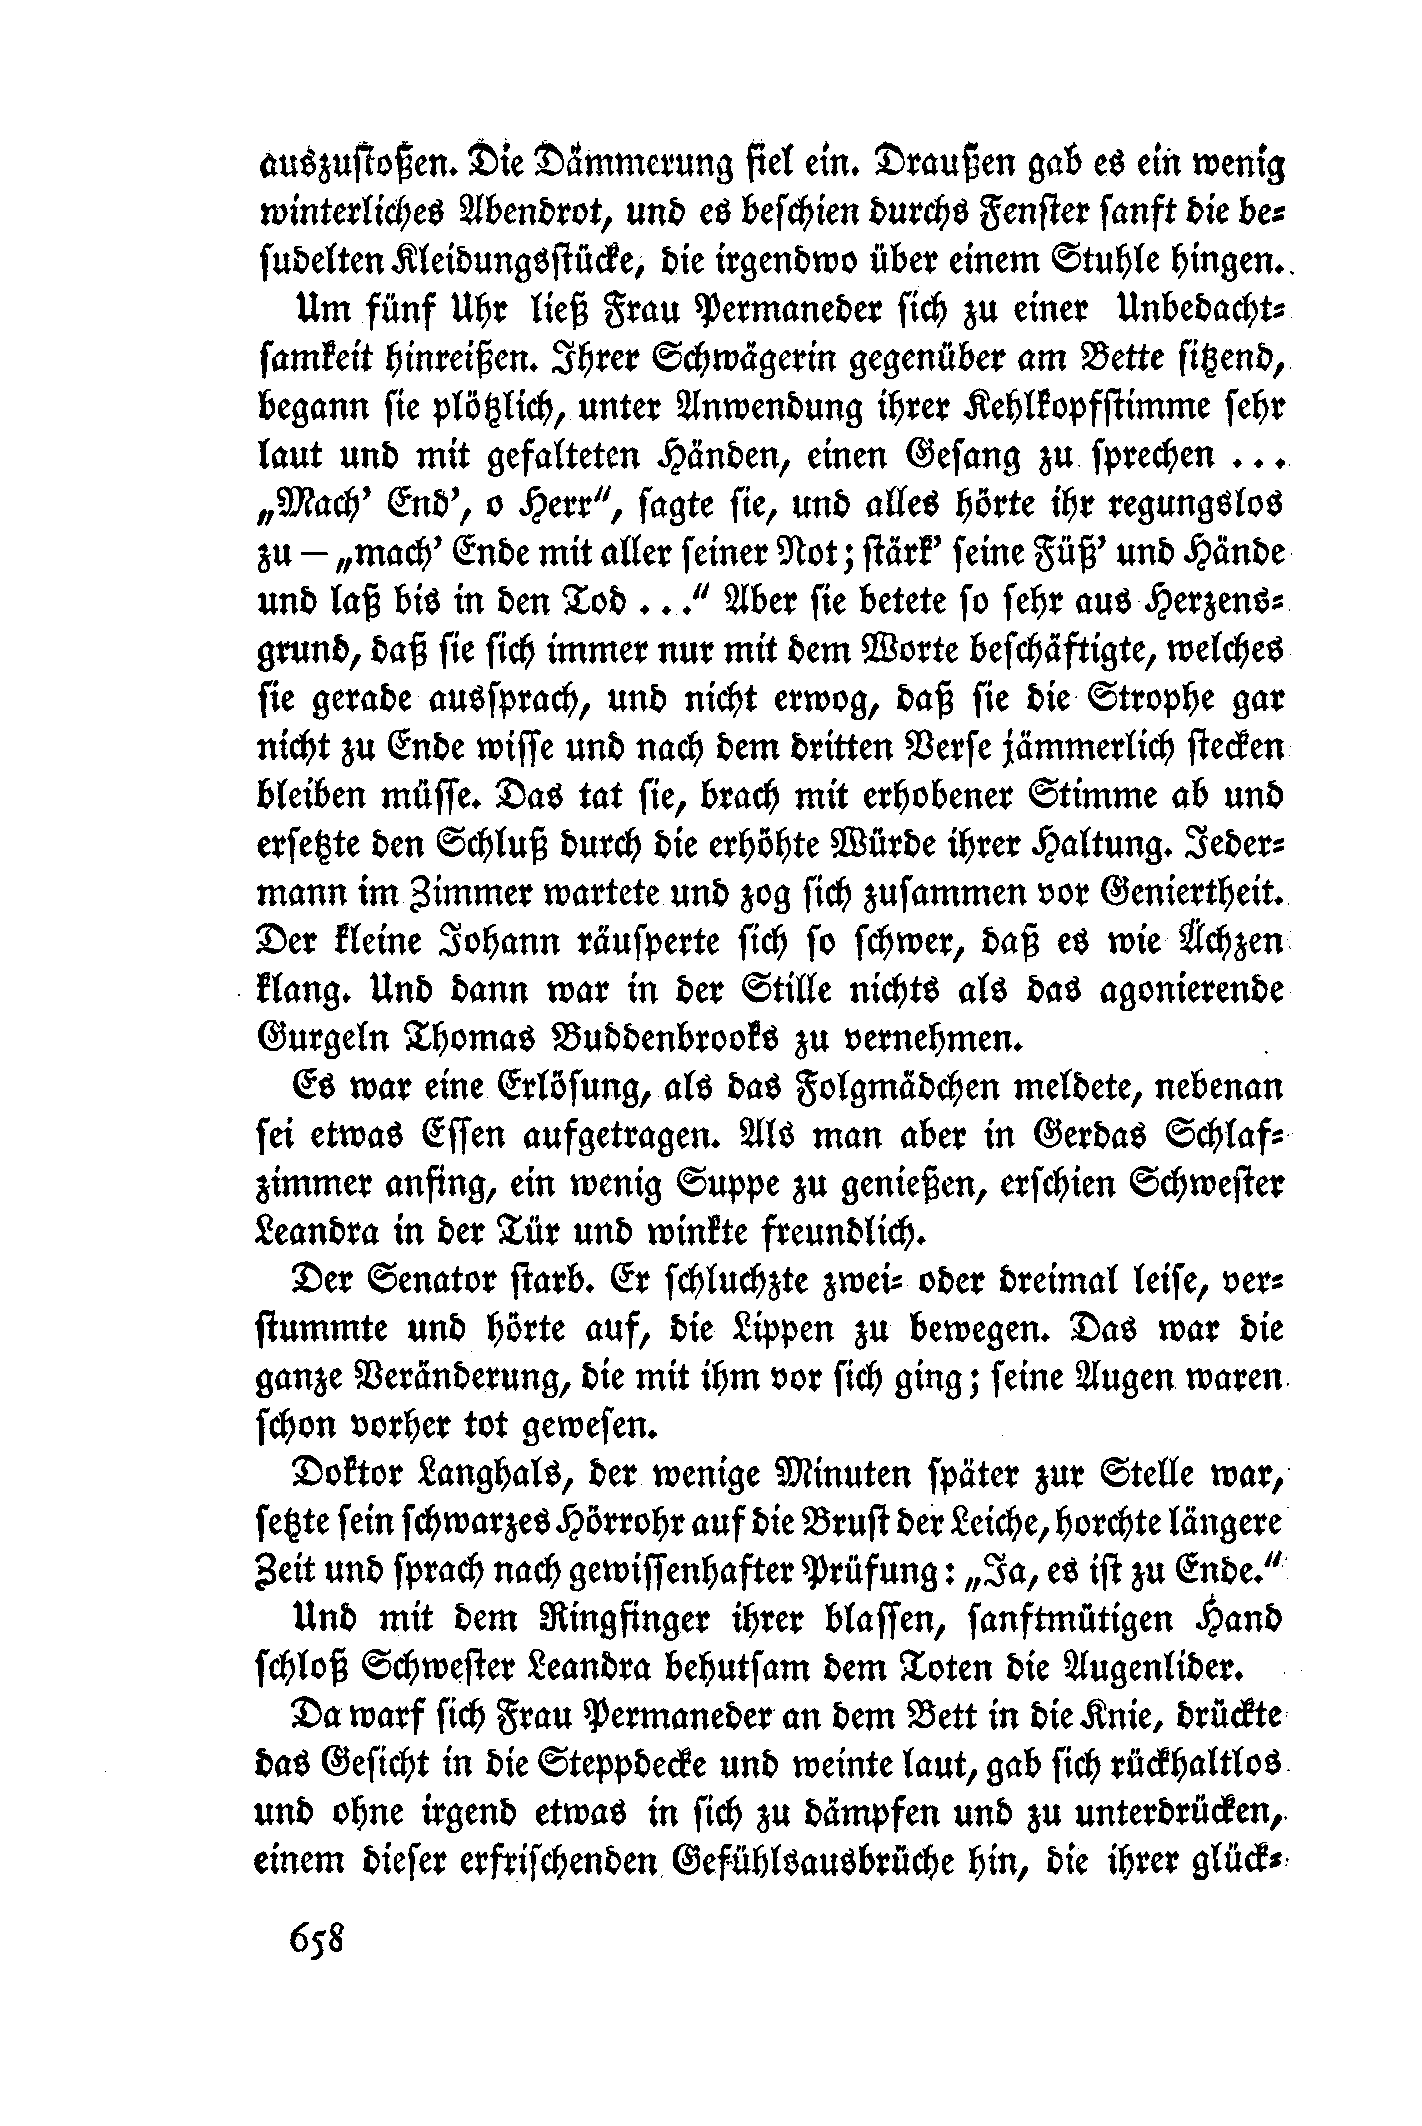 auszustoßen. Die Dämmerung fiel ein. Draußen gab es ein wenig
winterliches Abendrot, und es beschien durchs Fenster sanft die be-
sudelten Kleidungsstücke, die irgendwo über einem Stuhle hingen.
Um fünf Uhr ließ Frau Permaneder sich zu einer Unbedacht-
samkeit hinreißen. Ihrer Schwägerin gegenüber am Bette sitzend,
begann sie plötzlich, unter Anwendung ihrer Kehlkopfstimme sehr
laut und mit gefalteten Händen, einen Gesang zu sprechen ...
„Mach’ End’, o Herr“, sagte sie, und alles hörte ihr regungslos
zu — „mach’ Ende mit aller seiner Not; stärk’ seine Füß’ und Hände
und laß bis in den Tod ...“ Aber sie betete so sehr aus Herzens-
grund, daß sie sich immer nur mit dem Worte beschäftigte, welches
sie gerade aussprach, und nicht erwog, daß sie die Strophe gar
nicht zu Ende wisse und nach dem dritten Verse jämmerlich stecken
bleiben müsse. Das tat sie, brach mit erhobener Stimme ab und
ersetzte den Schluß durch die erhöhte Würde ihrer Haltung. Jeder-
mann im Zimmer wartete und zog sich zusammen vor Geniertheit.
Der kleine Johann räusperte sich so schwer, daß es wie Ächzen
klang. Und dann war in der Stille nichts als das agonierende
Gurgeln Thomas Buddenbrooks zu vernehmen.
Es war eine Erlösung, als das Folgmädchen meldete, nebenan
sei etwas Essen aufgetragen. Als man aber in Gerdas Schlaf-
zimmer anfing, ein wenig Suppe zu genießen, erschien Schwester
Leandra in der Tür und winkte freundlich.
Der Senator starb. Er schluchzte zwei- oder dreimal leise, ver-
stummte und hörte auf, die Lippen zu bewegen. Das war die
ganze Veränderung, die mit ihm vor sich ging; seine Augen waren
schon vorher tot gewesen.
Doktor Langhals, der wenige Minuten später zur Stelle war,
setzte sein schwarzes Hörrohr auf die Brust der Leiche, horchte längere
Zeit und sprach nach gewissenhafter Prüfung: „Ja, es ist zu Ende.“
Und mit dem Ringfinger ihrer blassen, sanftmütigen Hand
schloß Schwester Leandra behutsam dem Toten die Augenlider.
Da warf sich Frau Permaneder an dem Bett in die Knie, drückte
das Gesicht in die Steppdecke und weinte laut, gab sich rückhaltlos
und ohne irgend etwas in sich zu dämpfen und zu unterdrücken,
einem dieser erfrischenden Gefühlsausbrüche hin, die ihrer glück-
658